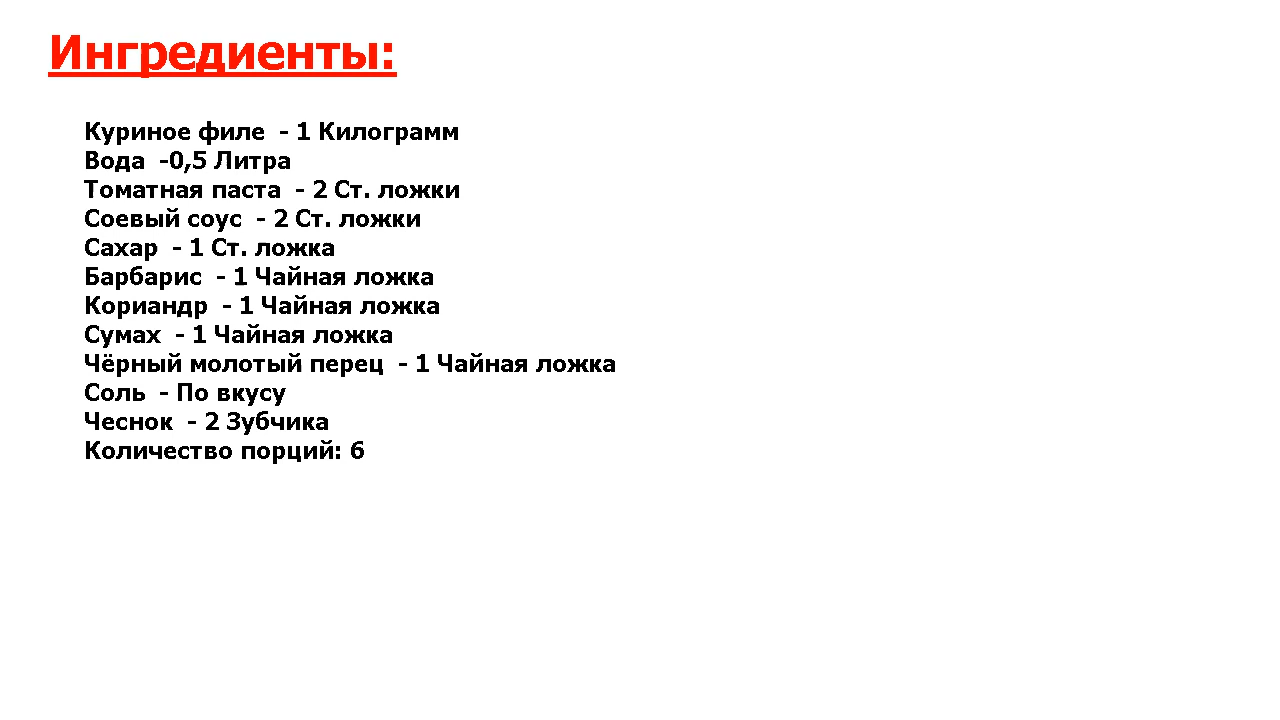 Ингредиенты:
Куриное филе  - 1 Килограмм
Вода  -0,5 Литра
Томатная паста  - 2 Ст. ложки
Соевый соус  - 2 Ст. ложки
Сахар  - 1 Ст. ложка
Барбарис  - 1 Чайная ложка
Кориандр  - 1 Чайная ложка
Сумах  - 1 Чайная ложка
Чёрный молотый перец  - 1 Чайная ложка
Соль  - По вкусу
Чеснок  - 2 Зубчика
Количество порций: 6